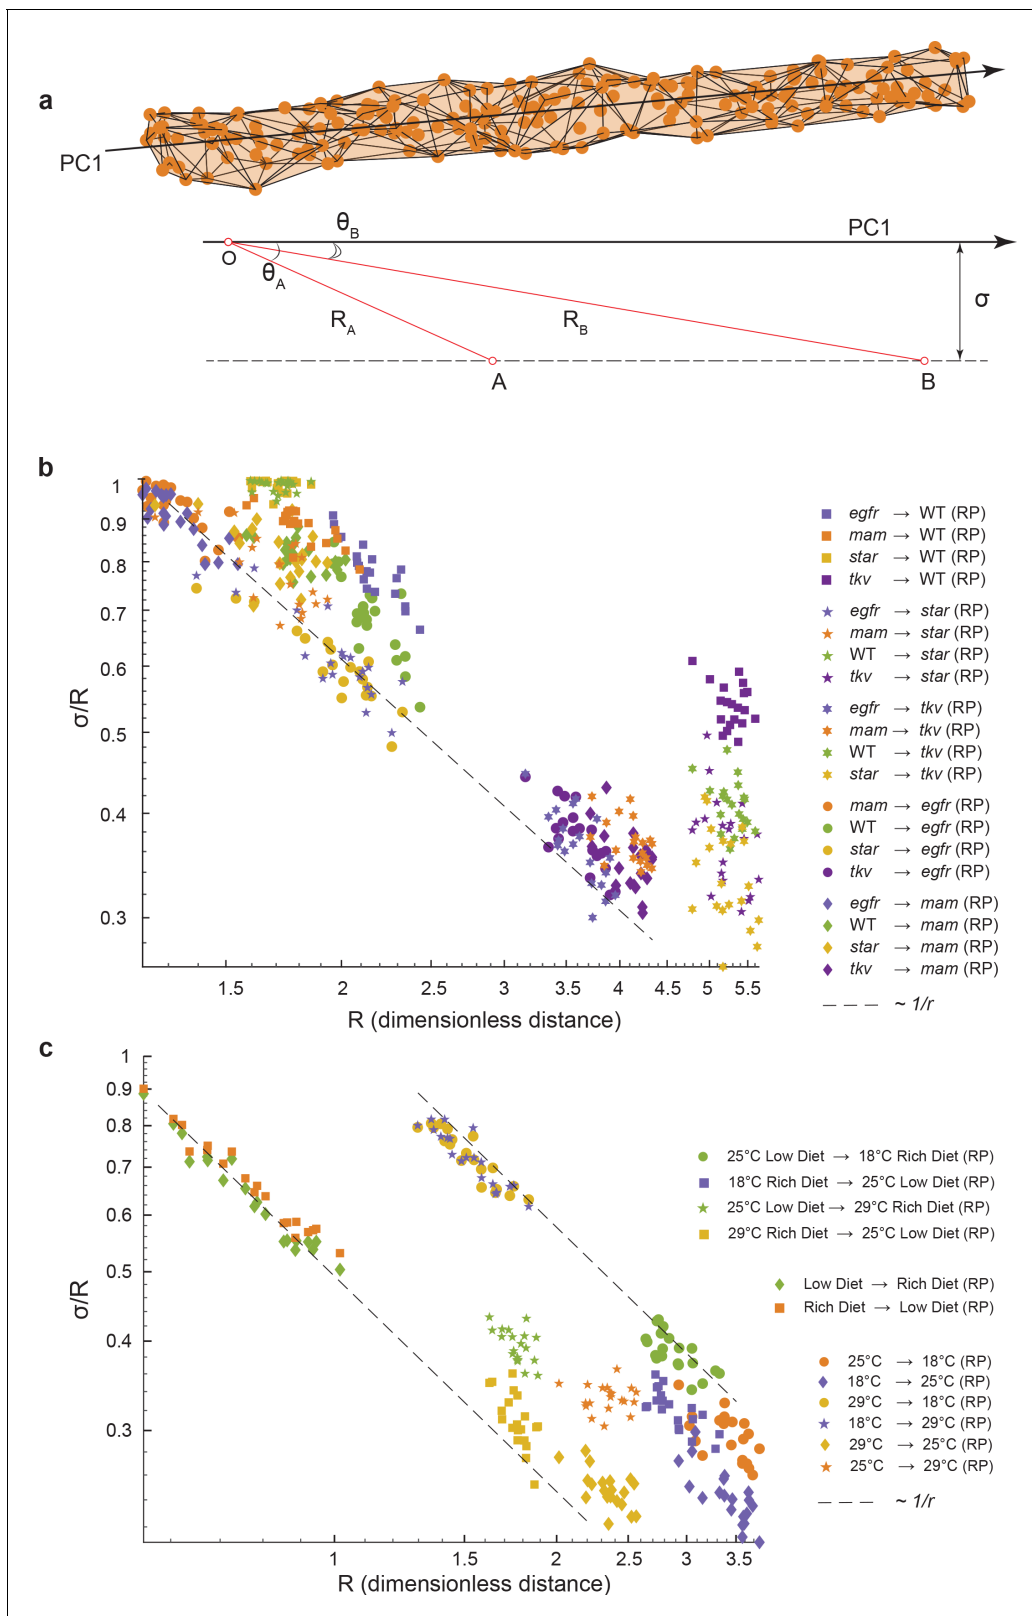 a
PC1
θB
PC1
O
θA
σ
RA
RB
A
B
b
1
0.9
0.8
0.7
0.6
0.5
0.4
0.3
σ/R
1.5
2
2.5
3
3.5
4
4.5
5
5.5
R (dimensionless distance)
egfr → WT (RP)
mam → WT (RP)
star → WT (RP)
tkv → WT (RP)
egfr → star (RP)
mam → star (RP)
WT → star (RP)
tkv → star (RP)
egfr → tkv (RP)
mam → tkv (RP)
WT → tkv (RP)
star → tkv (RP)
mam → egfr (RP)
WT → egfr (RP)
star → egfr (RP)
tkv → egfr (RP)
egfr → mam (RP)
WT → mam (RP)
star → mam (RP)
tkv → mam (RP)
~ 1/r
c
1
0.9
0.8
0.7
0.6
0.5
0.4
0.3
σ/R
1
1.5
2
2.5
3
3.5
R (dimensionless distance)
25°C Low Diet → 18°C Rich Diet (RP)
18°C Rich Diet → 25°C Low Diet (RP)
25°C Low Diet → 29°C Rich Diet (RP)
29°C Rich Diet → 25°C Low Diet (RP)
Low Diet → Rich Diet (RP)
Rich Diet → Low Diet (RP)
25°C → 18°C (RP)
18°C → 25°C (RP)
29°C → 18°C (RP)
18°C → 29°C (RP)
29°C → 25°C (RP)
25°C → 29°C (RP)
~ 1/r